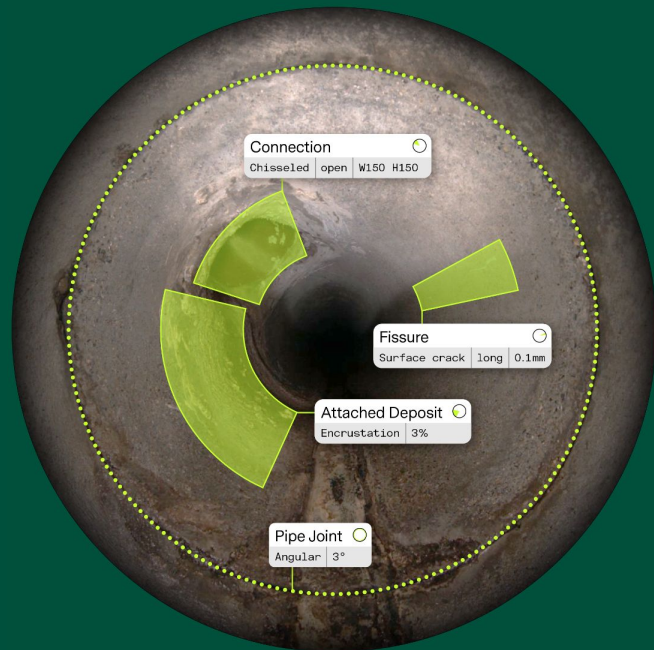 Connection
Chisseled open W150 H150
Fissure
Surface crack long 0.1mm
Attached Deposit
Encrustation 3%
Pipe Joint
Angular 3°